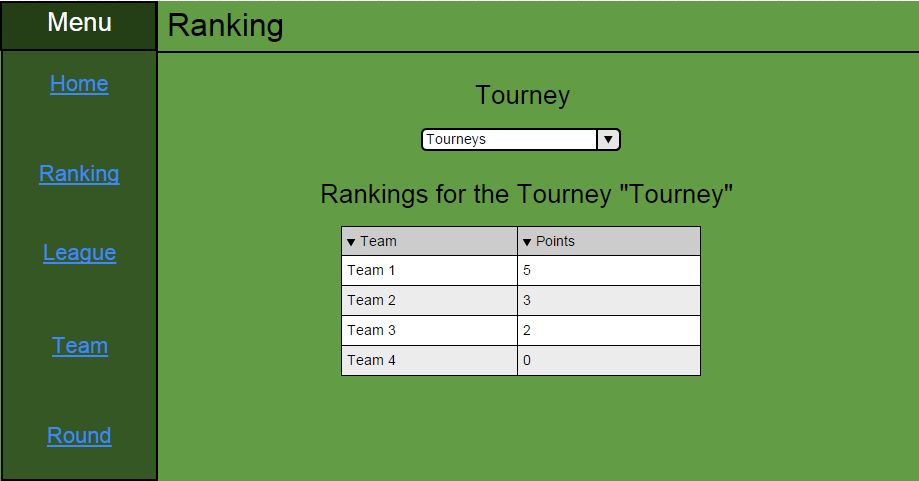 Menu
Ranking
Home
Ranking
League
Team
Round
Tourney
Tourneys
Rankings for the Tourney "Tourney"
Team Points
Team 1 5
Team 2 3
Team 3 2
Team 4 0